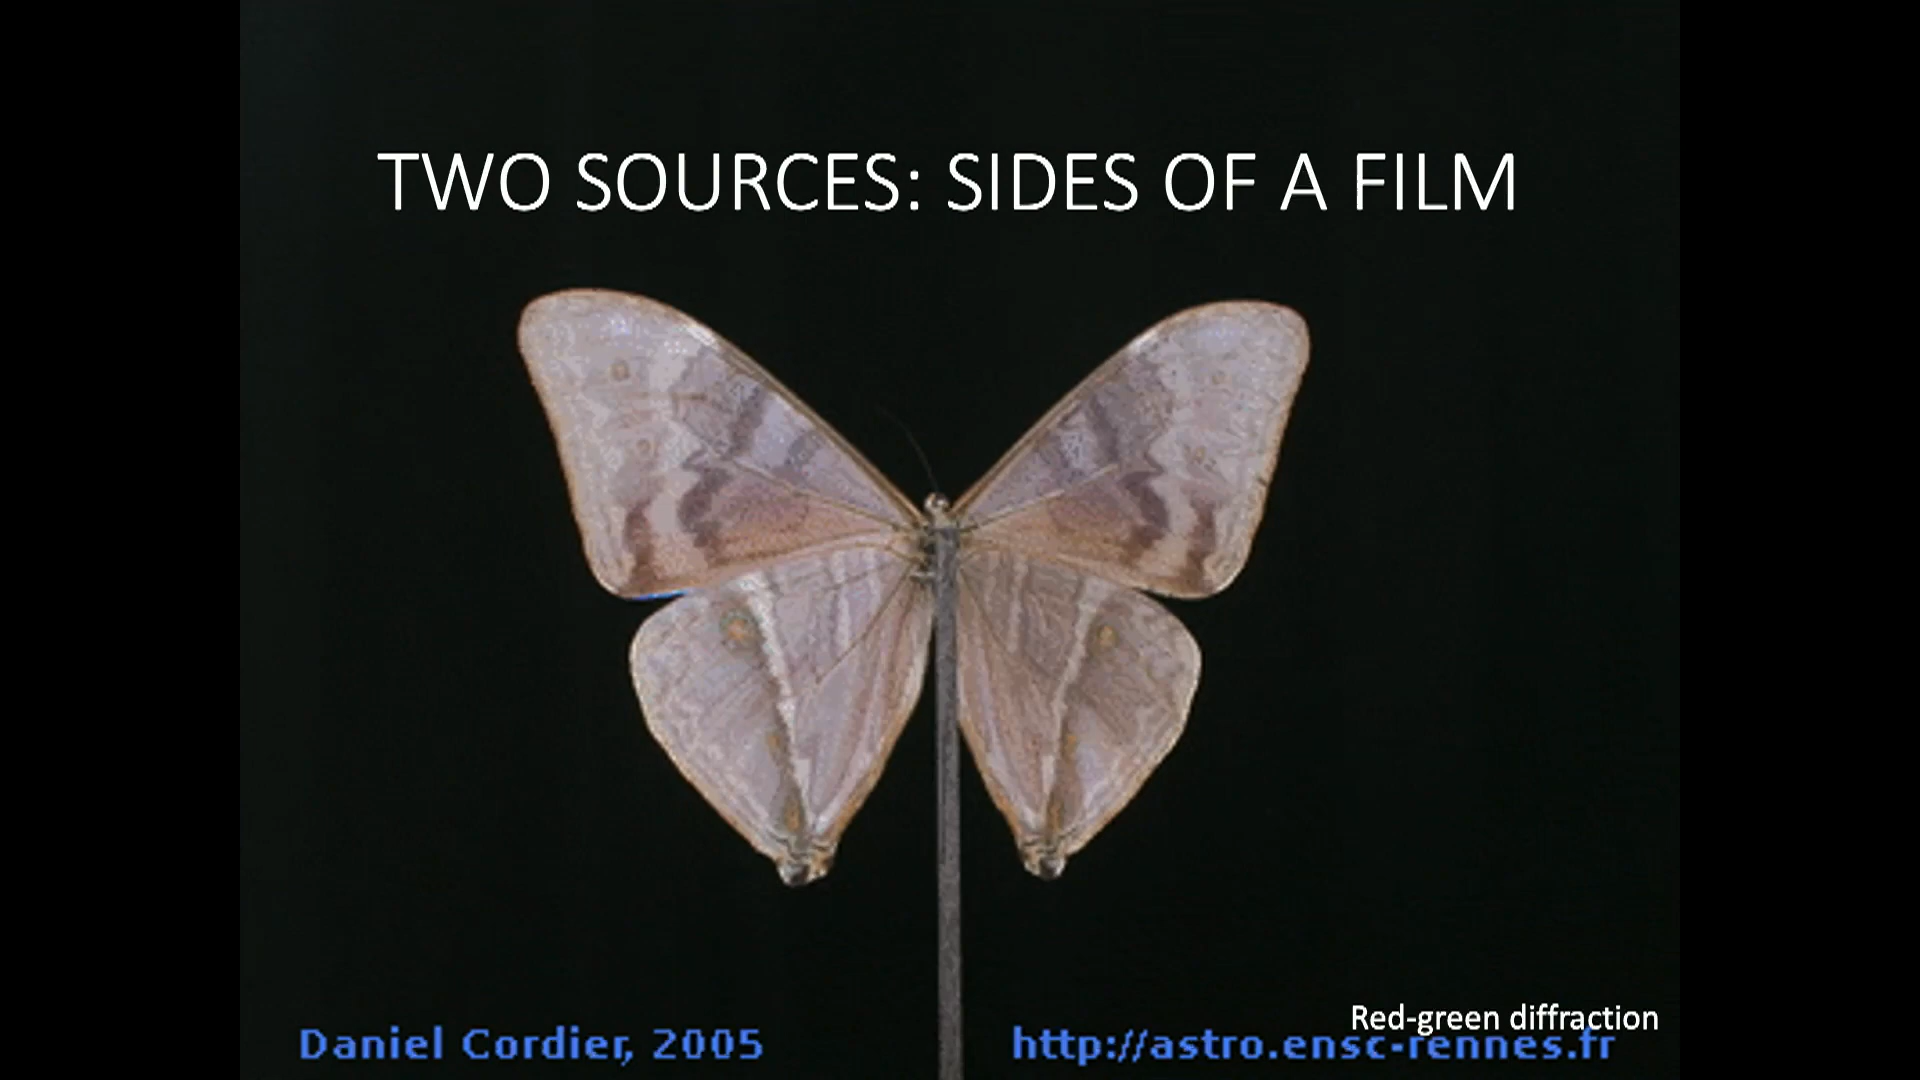 TWO SOURCES: SIDES OF A FILM
Red-green diffraction
Daniel Cordier, 2005
http://astro.ensc-rennes.fr